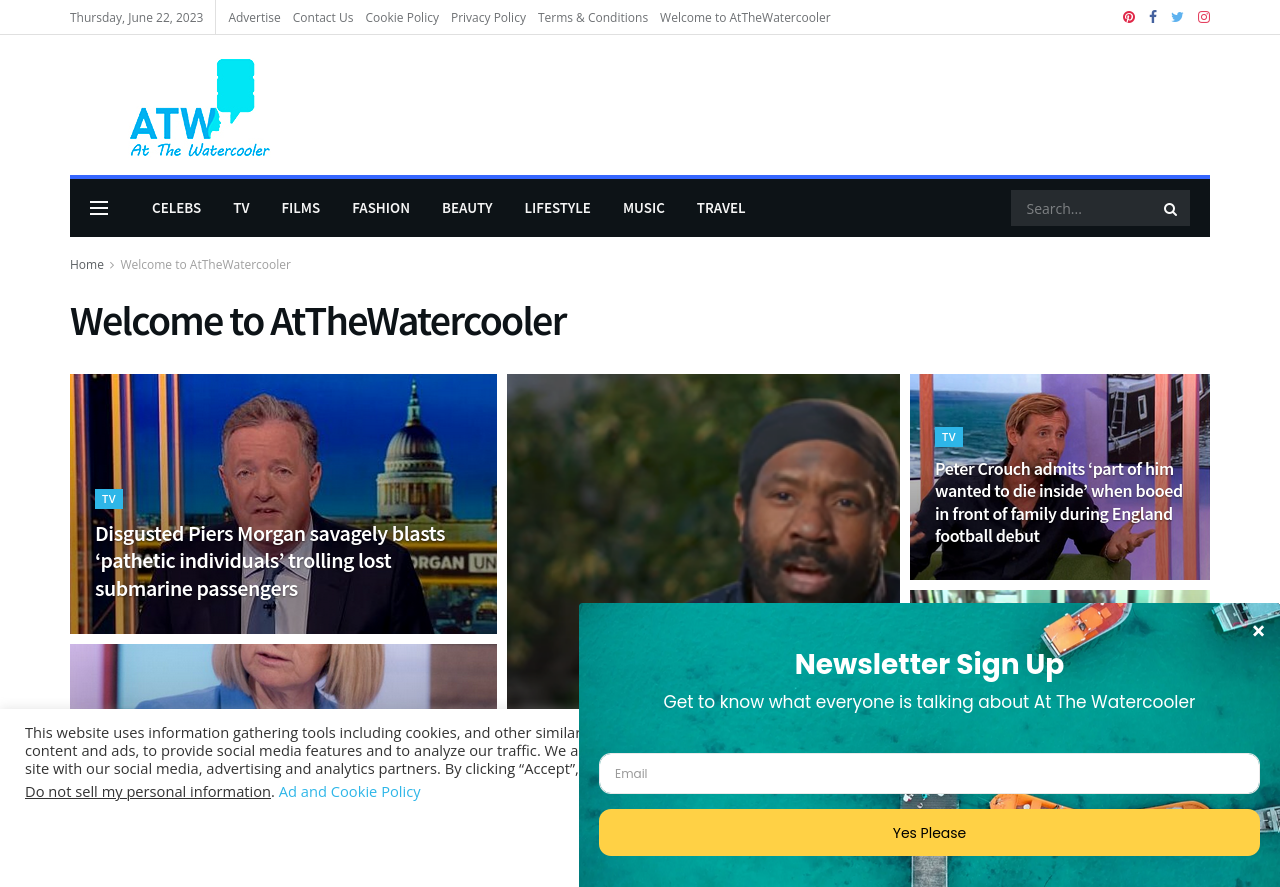 Thursday, June 22, 2023
Advertise
Contact Us
Cookie Policy
Privacy Policy
Terms & Conditions
Welcome to AtTheWatercooler
ATW
At The Watercooler
CELEBS
TV
FILMS
FASHION
BEAUTY
LIFESTYLE
MUSIC
TRAVEL
Search...
Home
Welcome to AtTheWatercooler
Welcome to AtTheWatercooler
TV
Disgusted Piers Morgan savagely blasts
‘pathetic individuals’ trolling lost
submarine passengers
ORGAN UN
TV
Peter Crouch admits ‘part of him
wanted to die inside’ when booed
in front of family during England
football debut
This website uses information gathering tools including cookies, and other similar
content and ads, to provide social media features and to analyze our traffic. We a
site with our social media, advertising and analytics partners. By clicking “Accept”,
Do not sell my personal information. Ad and Cookie Policy
×
Newsletter Sign Up
Get to know what everyone is talking about At The Watercooler
Email
Yes Please